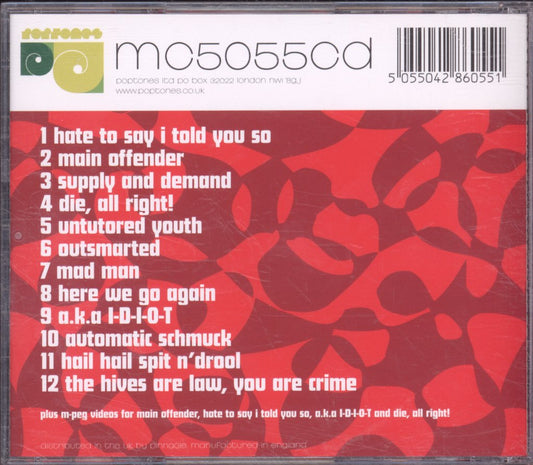 poptones
mc5055cd
poptones ltd po box 32022 london nw1 9gj
www.poptones.co.uk
5 055042 860551
1 hate to say i told you so
2 main offender
3 supply and demand
4 die, all right!
5 untutored youth
6 outsmarted
7 mad man
8 here we go again
9 a.k.a I-D-I-O-T
10 automatic schmuck
11 hail hail spit n'drool
12 the hives are law, you are crime
plus m-peg videos for main offender, hate to say i told you so, a.k.a I-D-I-O-T and die, all right!
distributed in the uk by pinnacle. manufactured in england